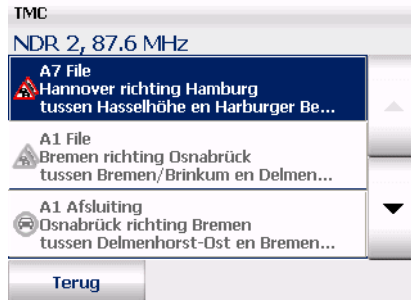 TMC
NDR 2, 87.6 MHz
A7 File
Hannover richting Hamburg
tussen Hasselhöhe en Harburger Be...
A1 File
Bremen richting Osnabrück
tussen Bremen/Brinkum en Delmen...
A1 Afsluiting
Osnabrück richting Bremen
tussen Delmenhorst-Ost en Bremen...
Terug